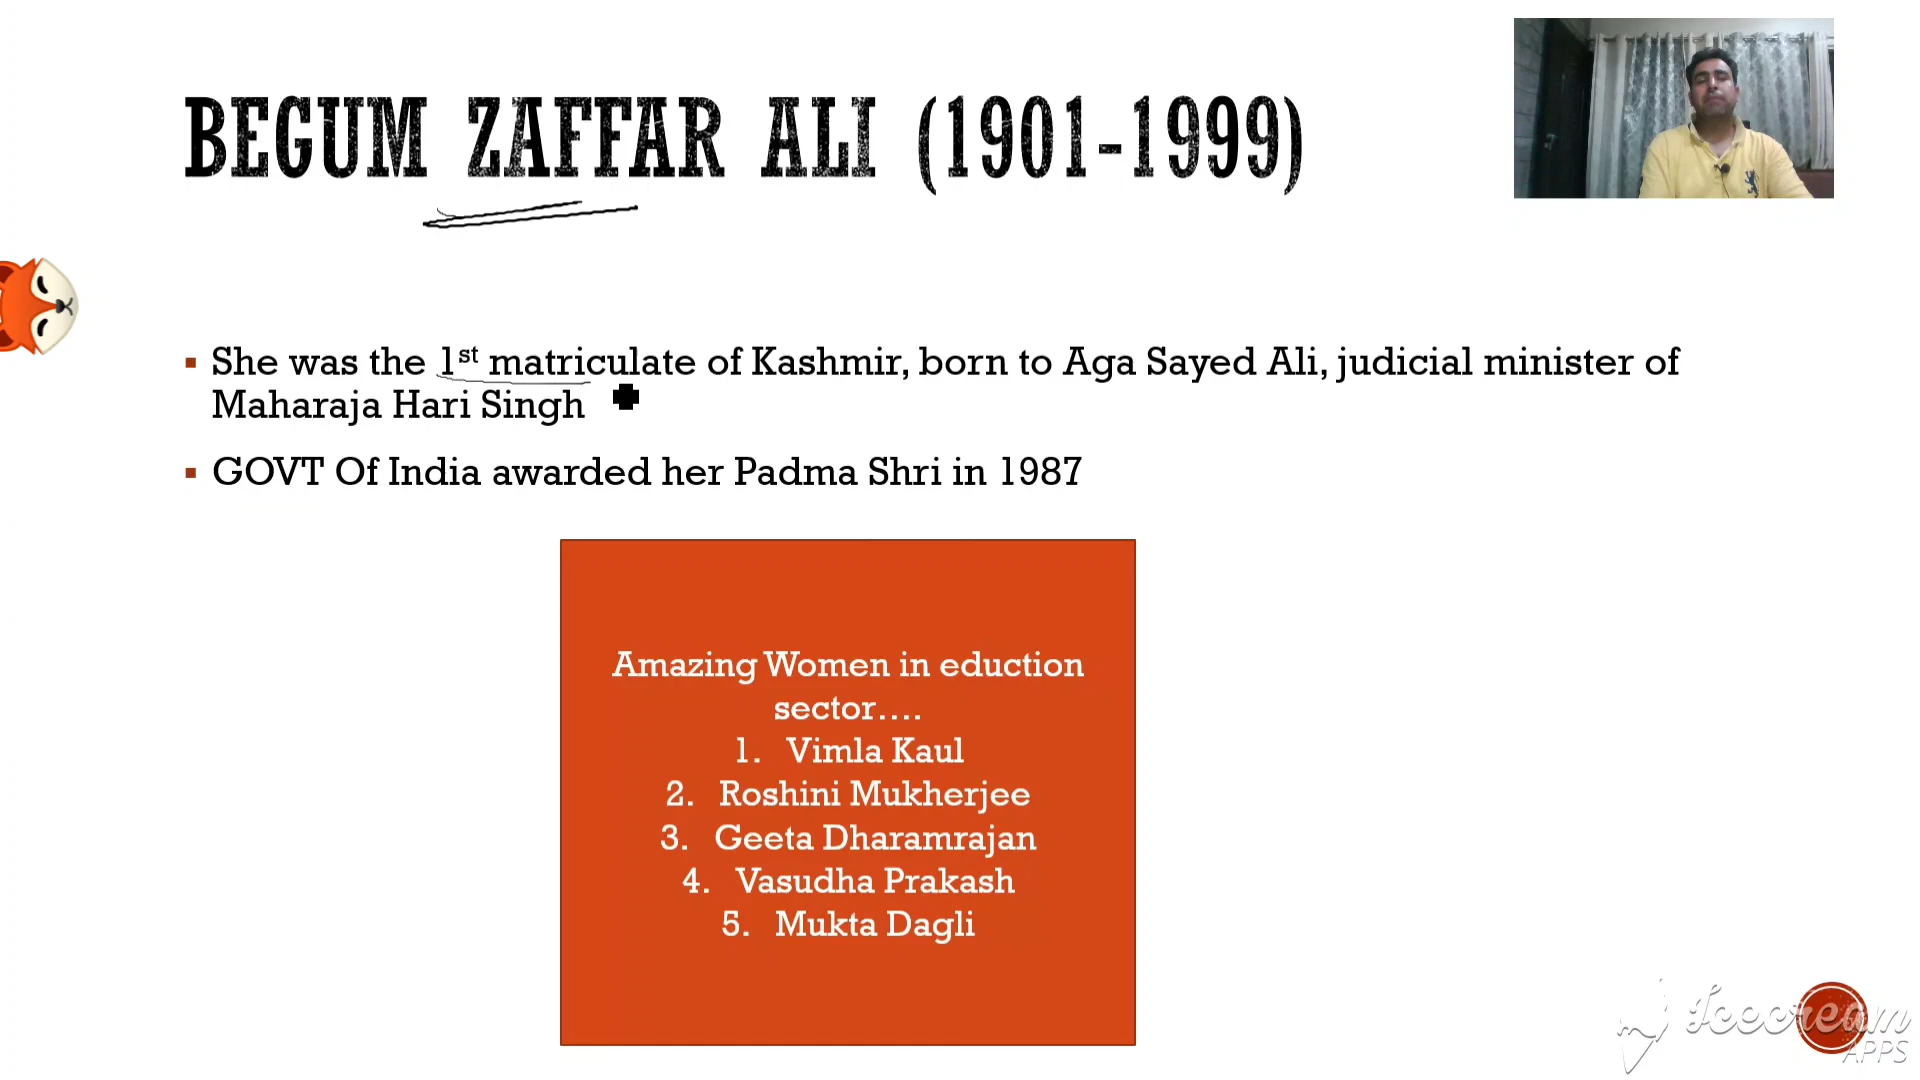 BEGUM ZAFFAR ALI (1901-1999)
▪ She was the 1st matriculate of Kashmir, born to Aga Sayed Ali, judicial minister of
Maharaja Hari Singh
▪ GOVT Of India awarded her Padma Shri in 1987
Amazing Women in eduction
sector....
1. Vimla Kaul
2. Roshini Mukherjee
3. Geeta Dharamrajan
4. Vasudha Prakash
5. Mukta Dagli
Icecream
APPS